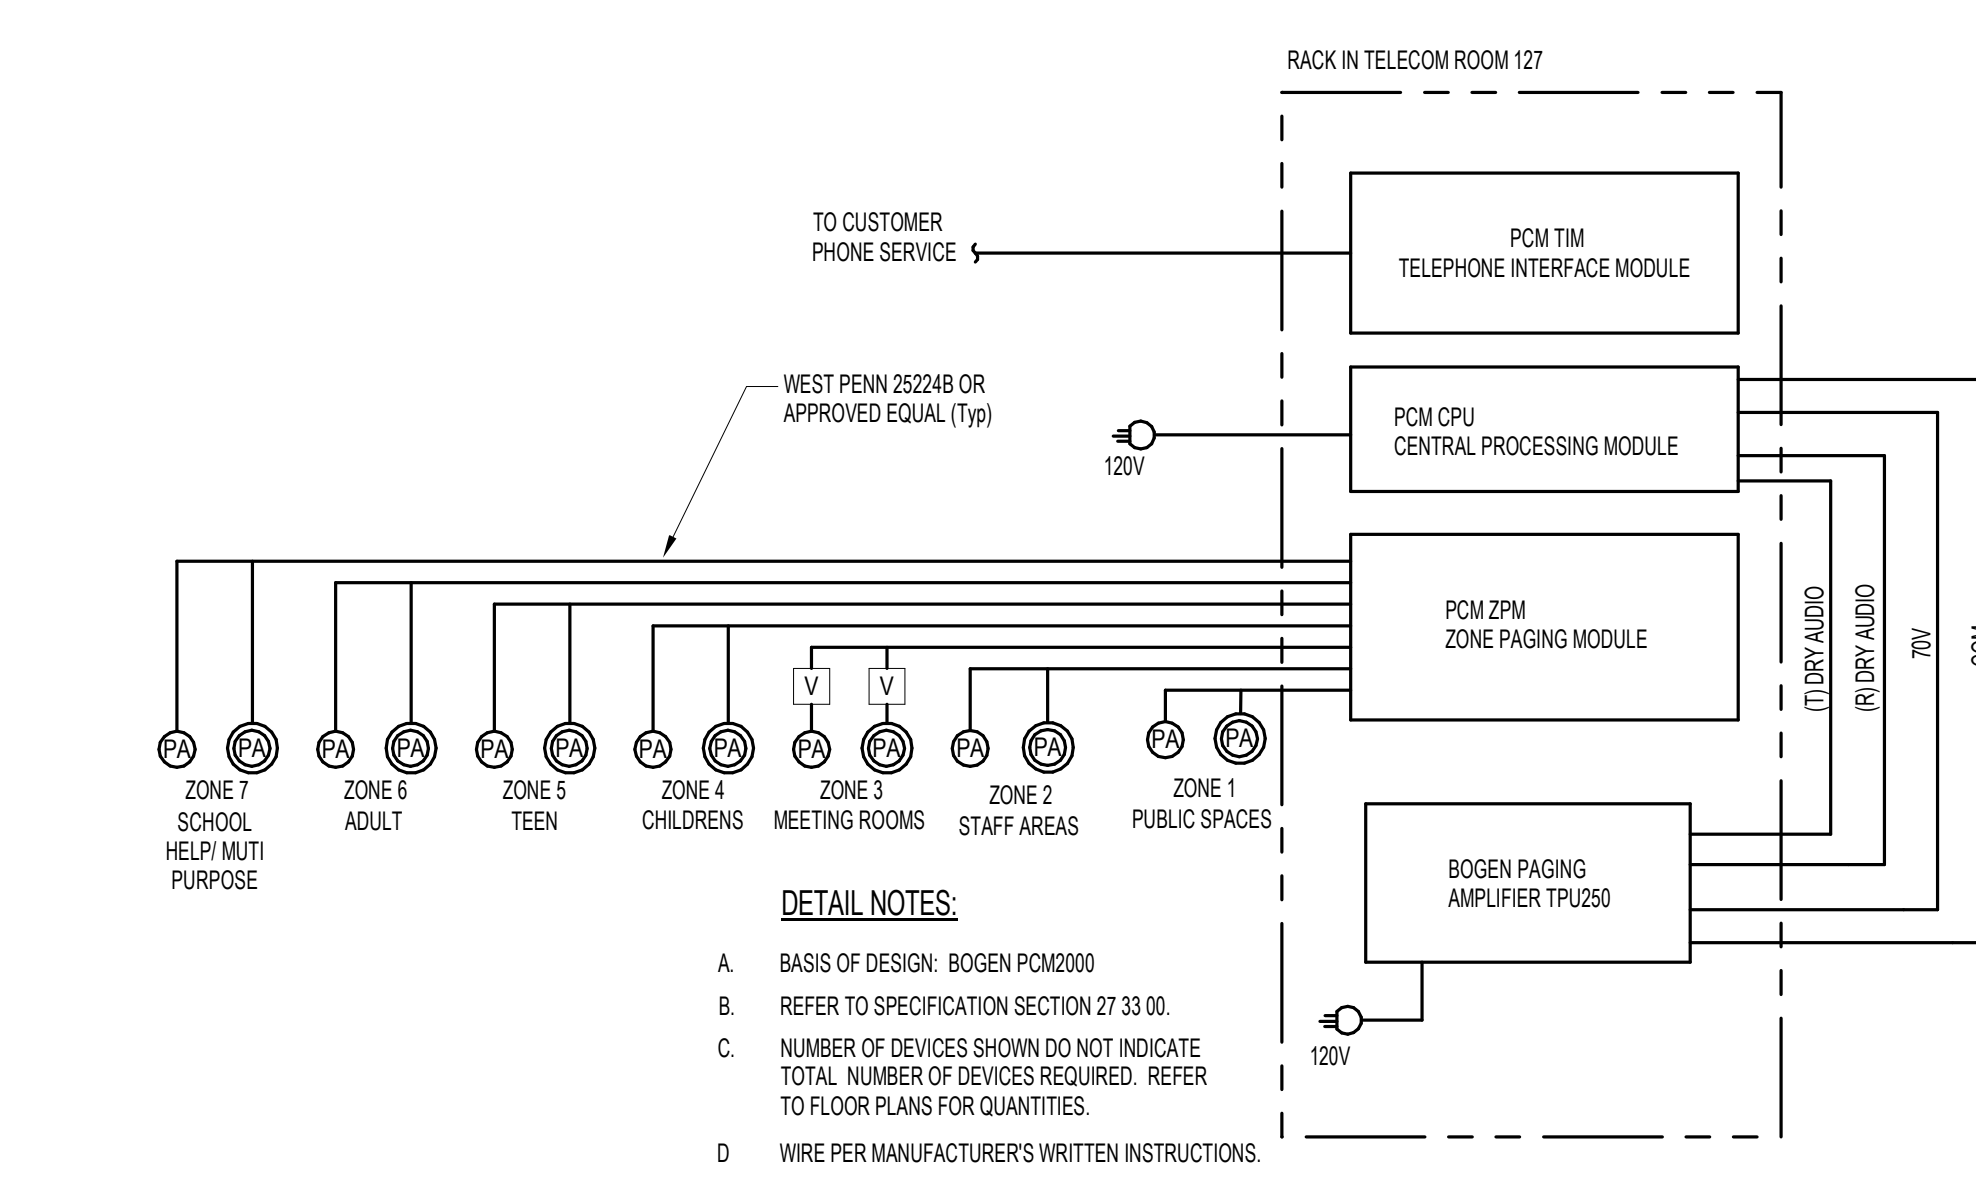 RACK IN TELECOM ROOM 127
TO CUSTOMER
PHONE SERVICE
PCM TIM
TELEPHONE INTERFACE MODULE
WEST PENN 25224B OR
APPROVED EQUAL (Typ)
120V
PCM CPU
CENTRAL PROCESSING MODULE
PCM ZPM
ZONE PAGING MODULE
(T) DRY AUDIO
(R) DRY AUDIO
70V
V
V
PA
PA
PA
PA
PA
PA
PA
PA
PA
PA
PA
PA
PA
PA
ZONE 7
SCHOOL
HELP/ MUTI
PURPOSE
ZONE 6
ADULT
ZONE 5
TEEN
ZONE 4
CHILDRENS
ZONE 3
MEETING ROOMS
ZONE 2
STAFF AREAS
ZONE 1
PUBLIC SPACES
BOGEN PAGING
AMPLIFIER TPU250
120V
DETAIL NOTES:
A. BASIS OF DESIGN: BOGEN PCM2000
B. REFER TO SPECIFICATION SECTION 27 33 00.
C. NUMBER OF DEVICES SHOWN DO NOT INDICATE
TOTAL NUMBER OF DEVICES REQUIRED. REFER
TO FLOOR PLANS FOR QUANTITIES.
D WIRE PER MANUFACTURER'S WRITTEN INSTRUCTIONS.